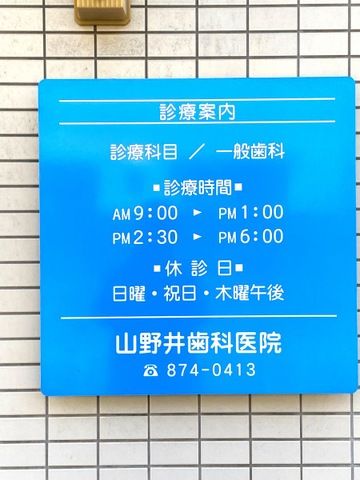 診療案内
診療科目 ／ 一般歯科
■診療時間■
AM9:00 ► PM1:00
PM2:30 ► PM6:00
■休診日■
日曜・祝日・木曜午後
山野井歯科医院
☎ 874-0413